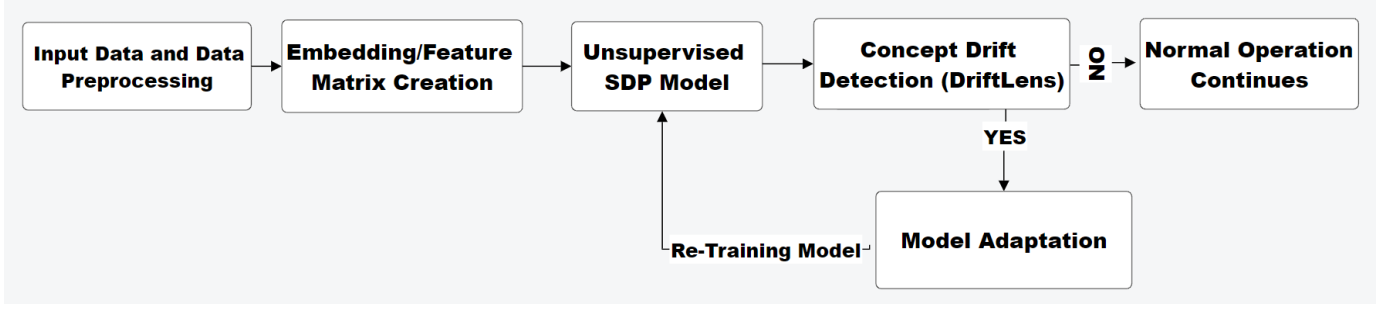 Input Data and Data
Preprocessing
Embedding/Feature
Matrix Creation
Unsupervised
SDP Model
Concept Drift
Detection (DriftLens)
NO
Normal Operation
Continues
YES
Model Adaptation
Re-Training Model